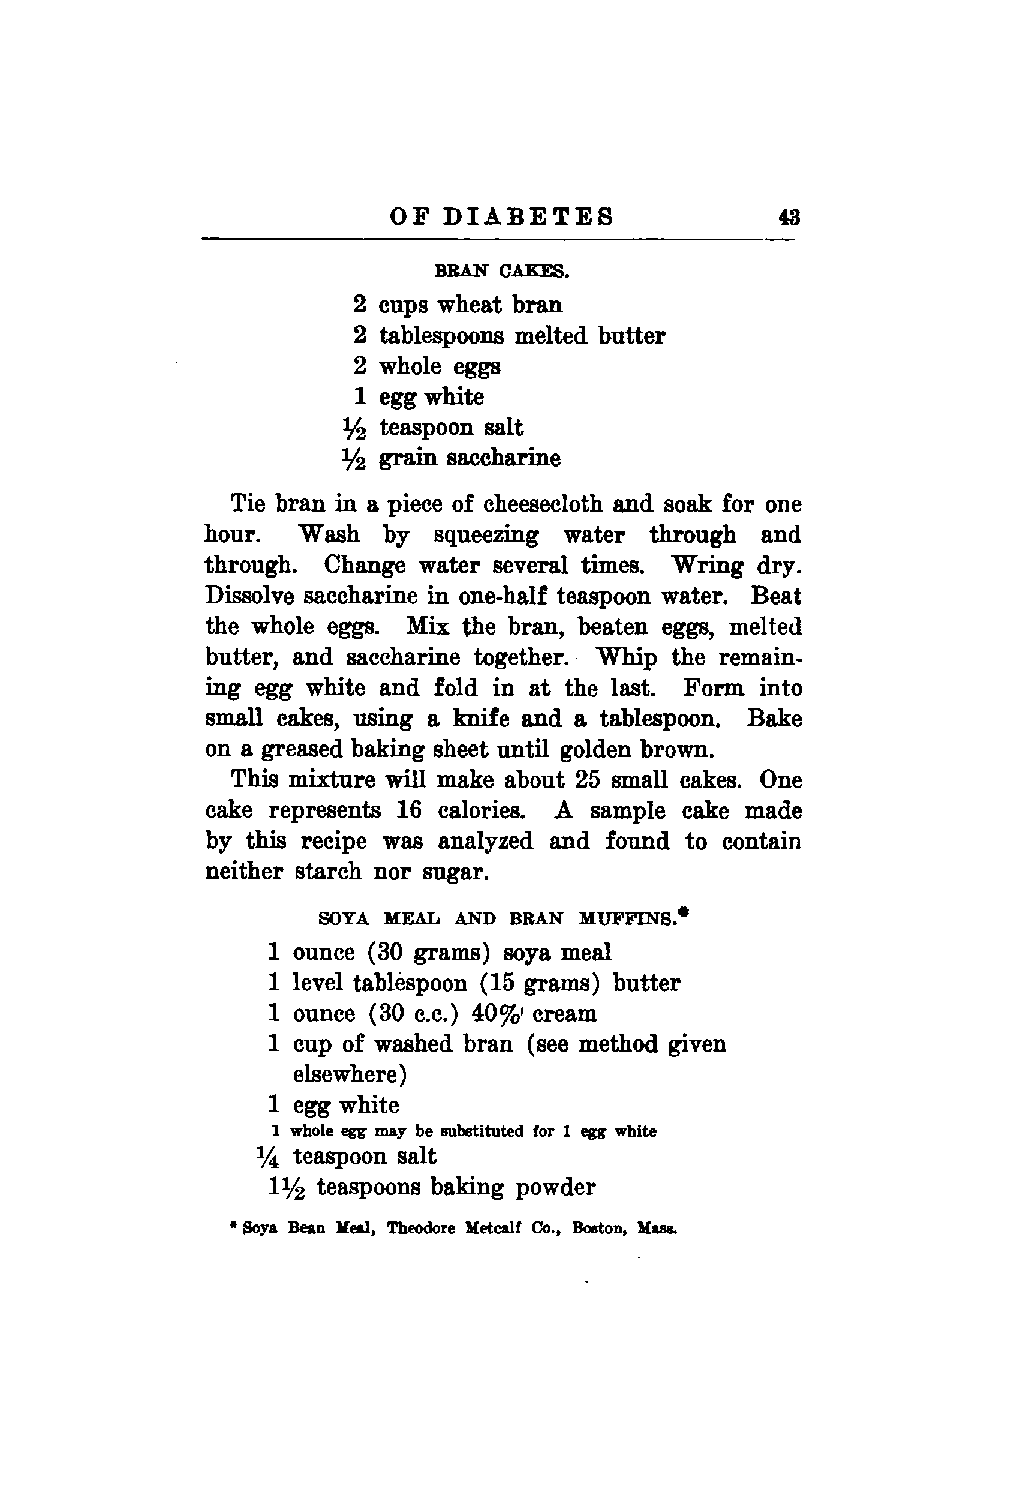 OF DIABETES 43
BRAN CAKES.
2 cups wheat bran
2 tablespoons melted butter
2 whole eggs
1 egg white
½ teaspoon salt
½ grain saccharine
Tie bran in a piece of cheesecloth and soak for one
hour. Wash by squeezing water through and
through. Change water several times. Wring dry.
Dissolve saccharine in one-half teaspoon water. Beat
the whole eggs. Mix the bran, beaten eggs, melted
butter, and saccharine together. Whip the remain-
ing egg white and fold in at the last. Form into
small cakes, using a knife and a tablespoon. Bake
on a greased baking sheet until golden brown.
This mixture will make about 25 small cakes. One
cake represents 16 calories. A sample cake made
by this recipe was analyzed and found to contain
neither starch nor sugar.
SOYA MEAL AND BRAN MUFFINS.*
1 ounce (30 grams) soya meal
1 level tablespoon (15 grams) butter
1 ounce (30 c.c.) 40% cream
1 cup of washed bran (see method given
elsewhere)
1 egg white
1 whole egg may be substituted for 1 egg white
¼ teaspoon salt
1½ teaspoons baking powder
* Soya Bean Meal, Theodore Metcalf Co., Boston, Mass.